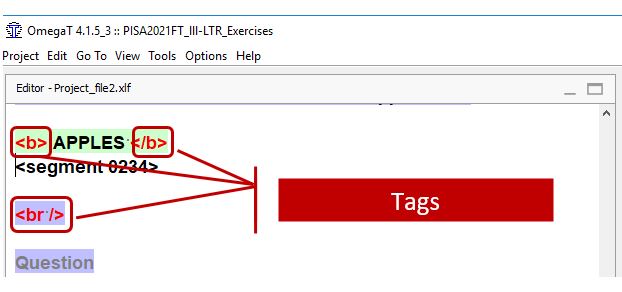 OmegaT 4.1.5_3 :: PISA2021FT_III-LTR_Exercises
Project Edit Go To View Tools Options Help
Editor - Project_file2.xlf
<b> APPLES </b>
<segment 0234>
<br />
Tags
Question